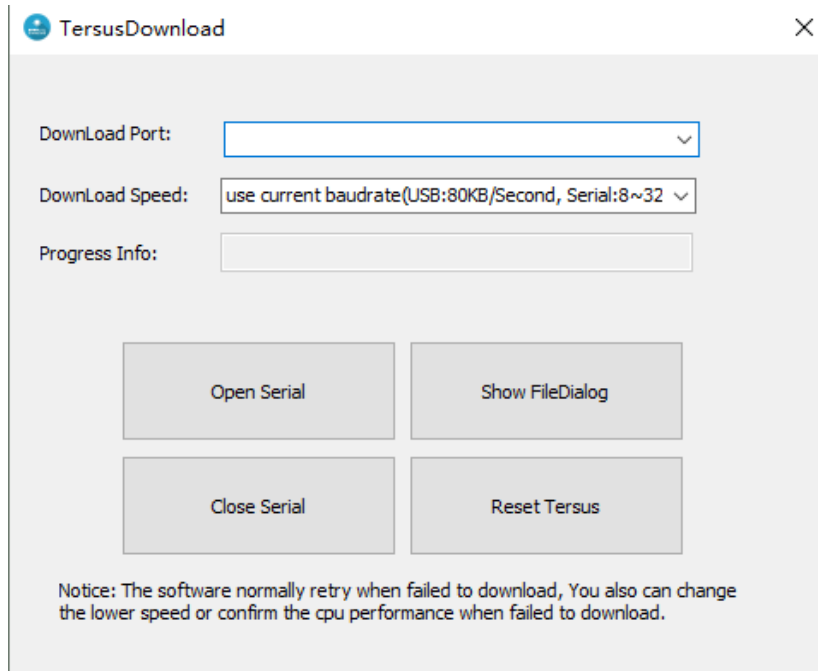 TersusDownload
DownLoad Port:
DownLoad Speed: use current baudrate(USB:80KB/Second, Serial:8~32
Progress Info:
Open Serial Show FileDialog
Close Serial Reset Tersus
Notice: The software normally retry when failed to download, You also can change
the lower speed or confirm the cpu performance when failed to download.